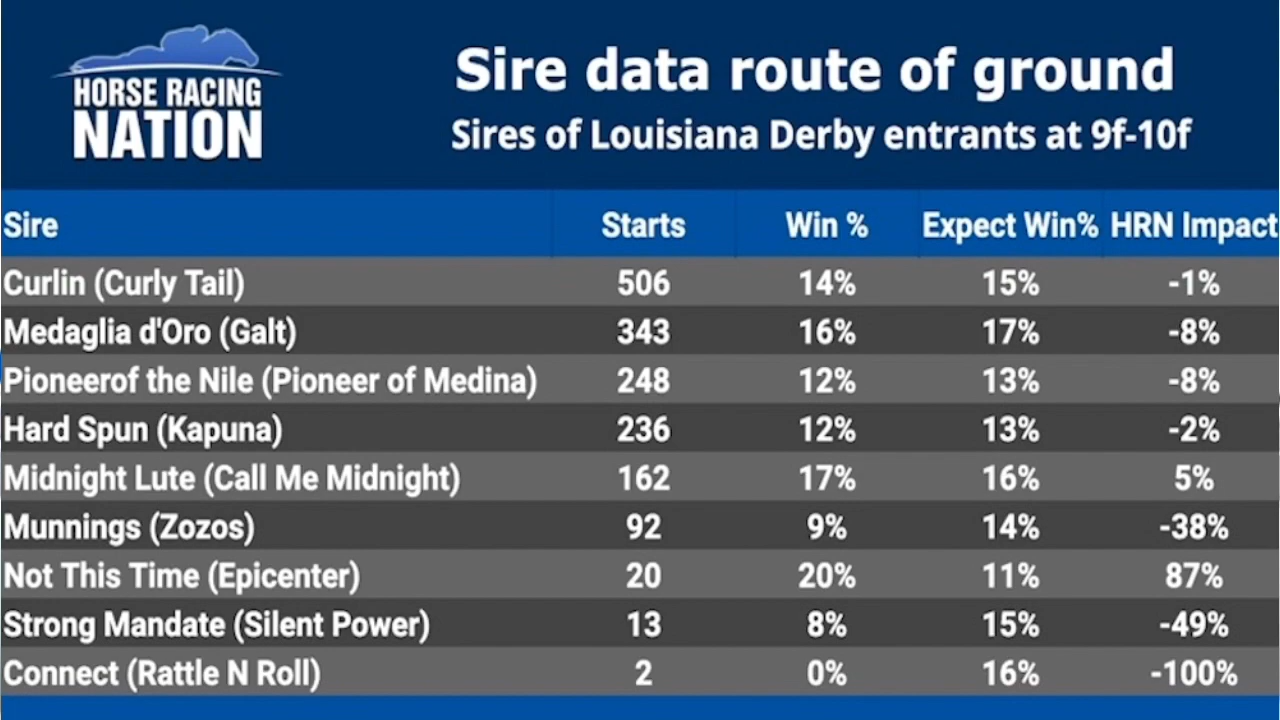 HORSE RACING
NATION
Sire data route of ground
Sires of Louisiana Derby entrants at 9f-10f
Sire Starts Win % Expect Win% HRN Impact
Curlin (Curly Tail) 506 14% 15% -1%
Medaglia d'Oro (Galt) 343 16% 17% -8%
Pioneerof the Nile (Pioneer of Medina) 248 12% 13% -8%
Hard Spun (Kapuna) 236 12% 13% -2%
Midnight Lute (Call Me Midnight) 162 17% 16% 5%
Munnings (Zozos) 92 9% 14% -38%
Not This Time (Epicenter) 20 20% 11% 87%
Strong Mandate (Silent Power) 13 8% 15% -49%
Connect (Rattle N Roll) 2 0% 16% -100%